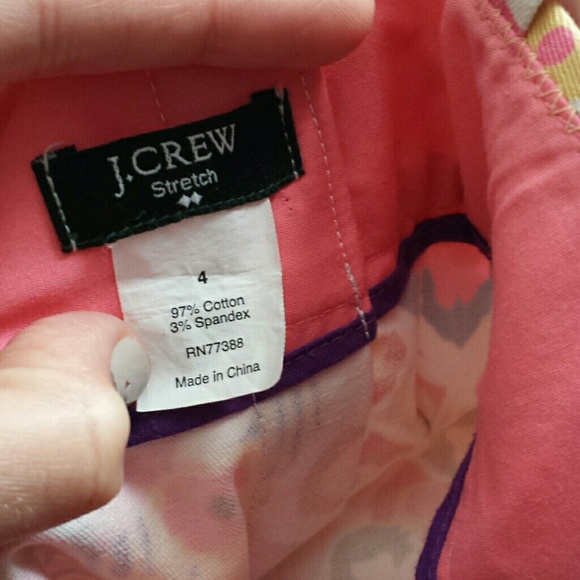 J.CREW
Stretch
4
97% Cotton
3% Spandex
RN77388
Made in China